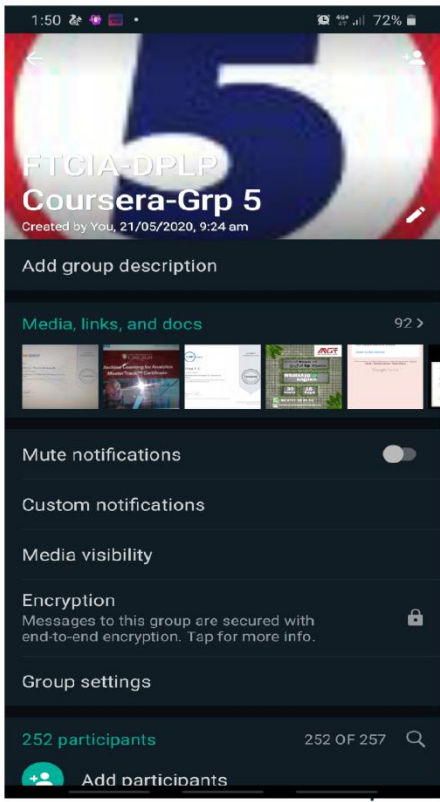 1:50
4G+
72%
5
FTCIA-DPLP
Coursera-Grp 5
Created by You, 21/05/2020, 9:24 am
Add group description
Media, links, and docs
92 >
MGT
Mute notifications
Custom notifications
Media visibility
Encryption
Messages to this group are secured with
end-to-end encryption. Tap for more info.
Group settings
252 participants
252 OF 257
Add participants